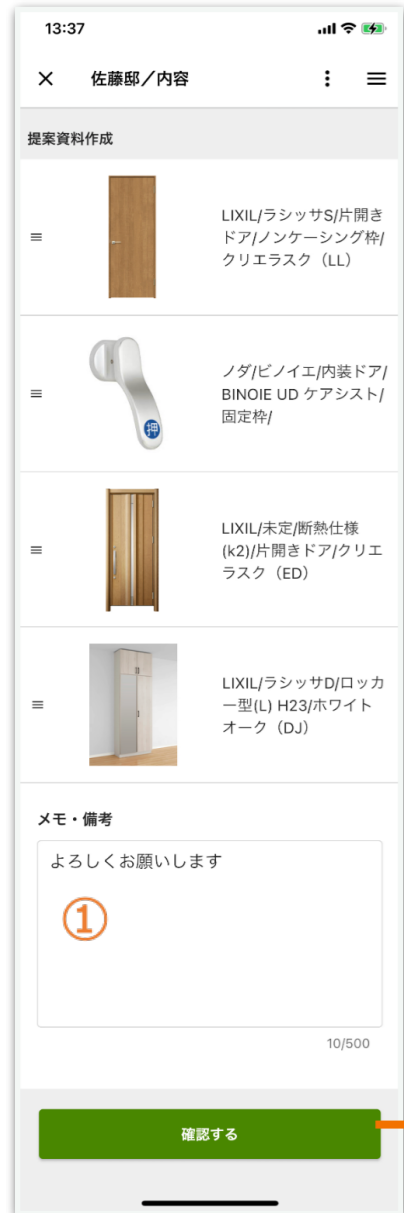 13:37
佐藤邸／内容
提案資料作成
LIXIL/ラシッサS/片開き
ドア/ノンケーシング枠/
クリエラスク（LL）
押
ノダ/ビノイエ/内装ドア/
BINOIE UD ケアシスト/
固定枠/
LIXIL/未定/断熱仕様
(k2)/片開きドア/クリエ
ラスク（ED）
LIXIL/ラシッサD/ロッカ
ー型(L) H23/ホワイト
オーク（DJ）
メモ・備考
よろしくお願いします
①
10/500
確認する